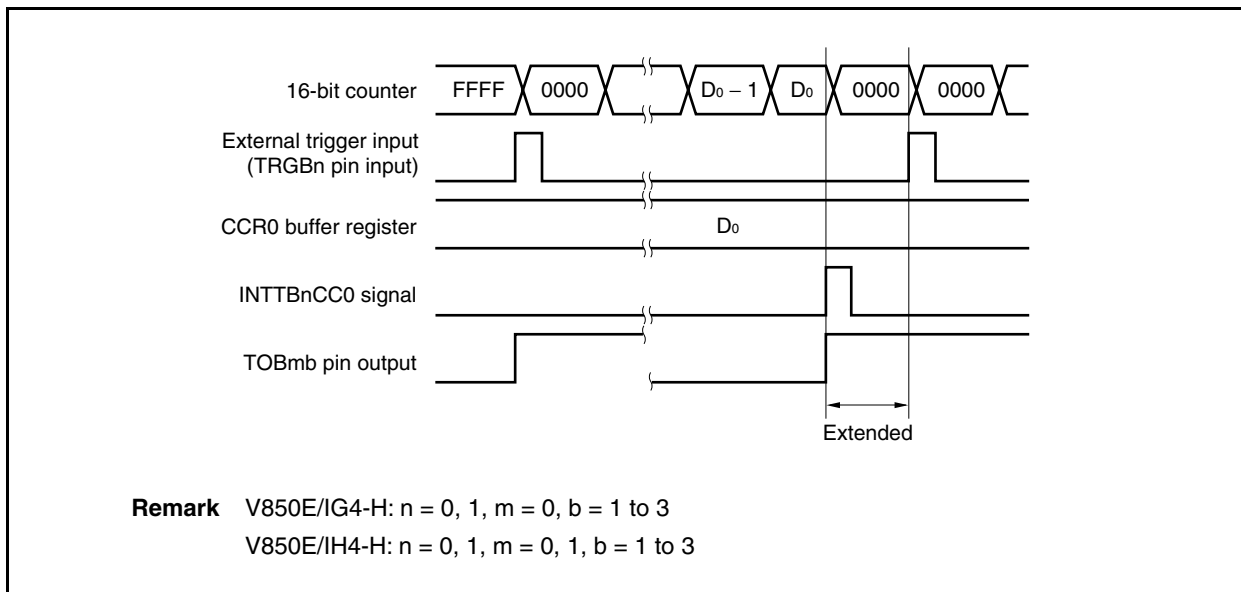 16-bit counter FFFF 0000 D0 − 1 D0 0000 0000
External trigger input
(TRGBn pin input)
CCR0 buffer register D0
INTTBnCC0 signal
TOBmb pin output
Extended
Remark V850E/IG4-H: n = 0, 1, m = 0, b = 1 to 3
V850E/IH4-H: n = 0, 1, m = 0, 1, b = 1 to 3